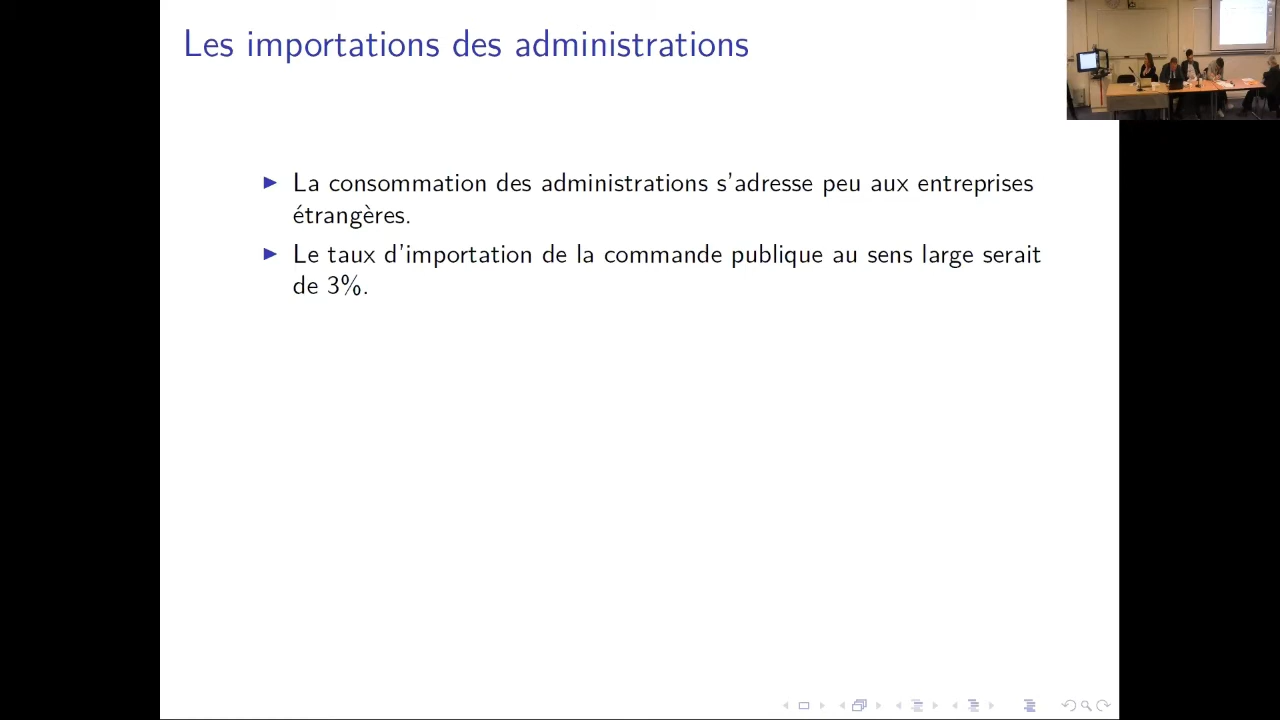 Les importations des administrations
La consommation des administrations s'adresse peu aux entreprises
étrangères.
Le taux d'importation de la commande publique au sens large serait
de 3%.